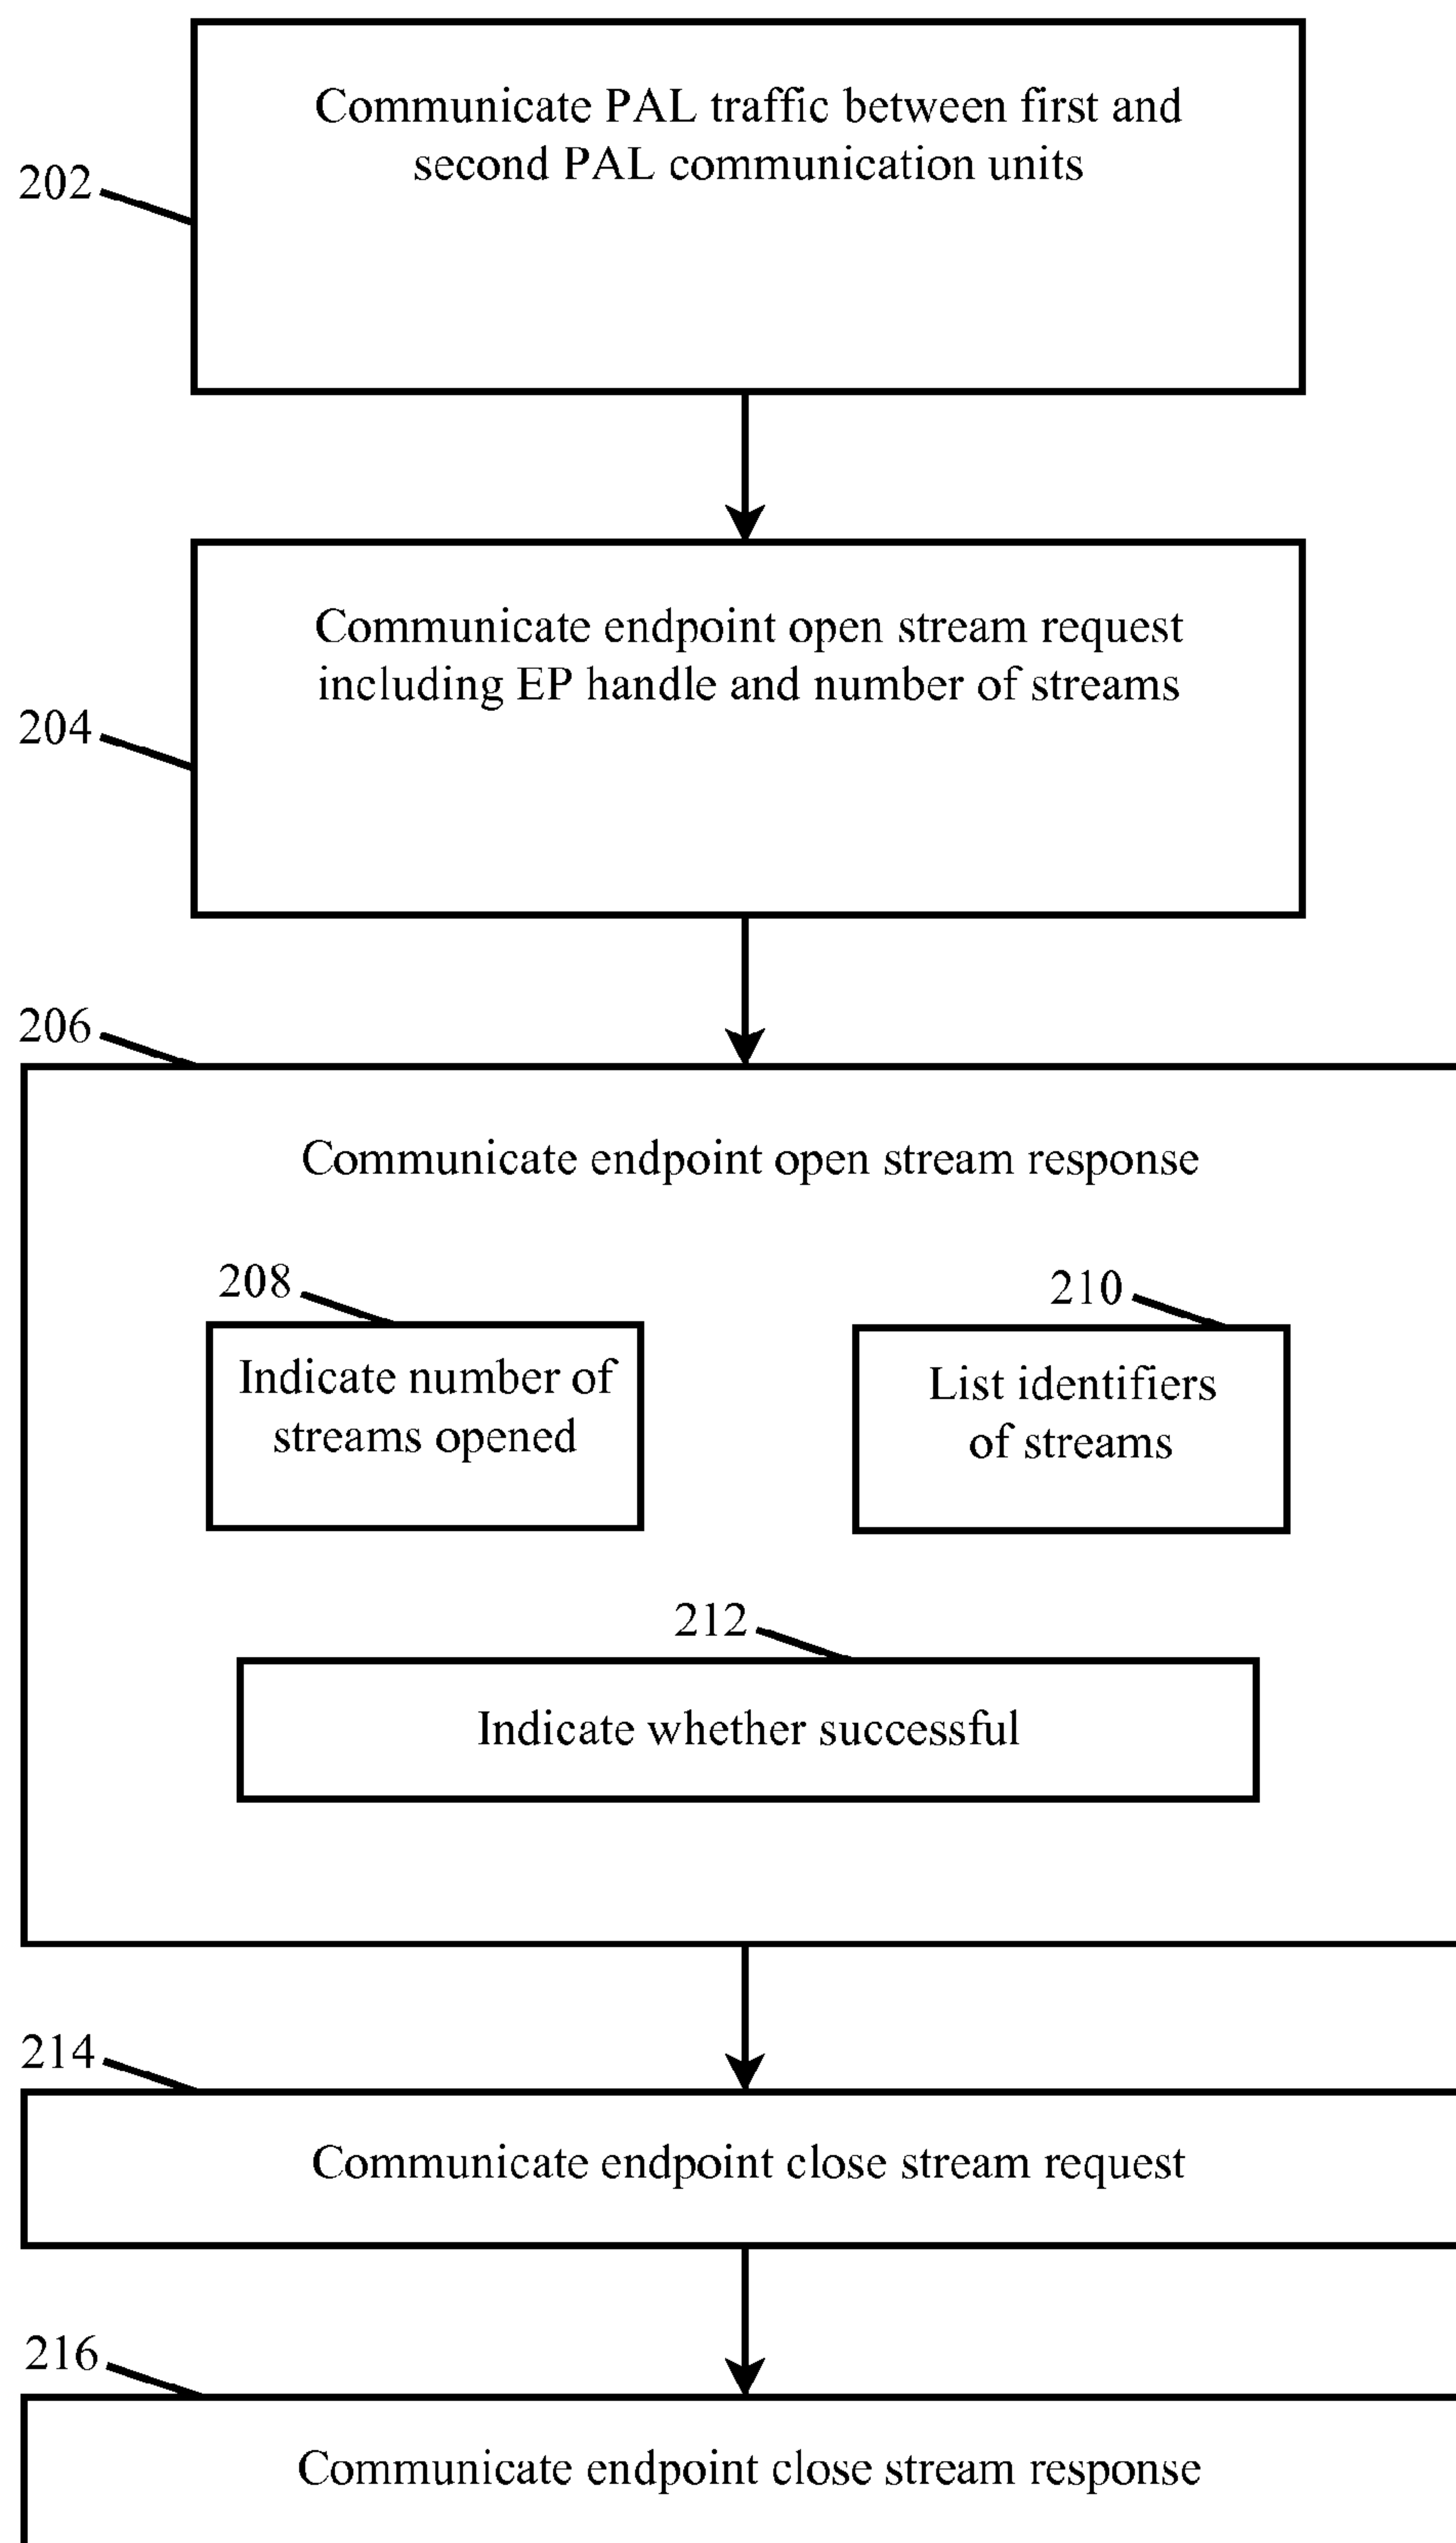 Communicate PAL traffic between first and
second PAL communication units
202
Communicate endpoint open stream request
including EP handle and number of streams
204
206
Communicate endpoint open stream response
208
Indicate number of
streams opened
210
List identifiers
of streams
212
Indicate whether successful
214
Communicate endpoint close stream request
216
Communicate endpoint close stream response